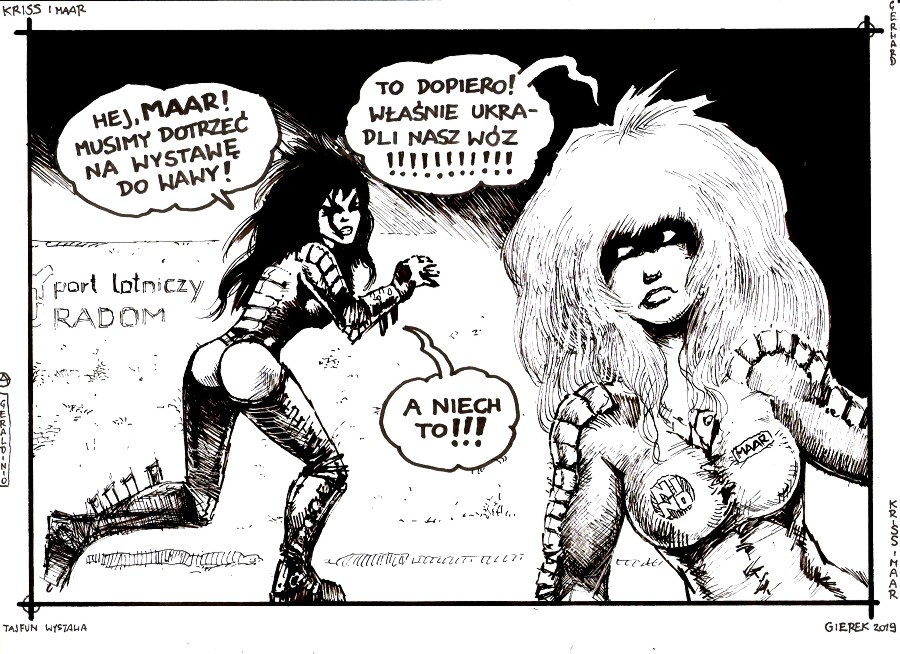 KRISS I MAAR
GERHARD
HEJ, MAAR!
MUSIMY DOTRZEĆ
NA WYSTAWĘ
DO WAWY!
TO DOPIERO!
WŁAŚNIE UKRA-
DLI NASZ WÓZ
!!!!!!!!!!!
port lotniczy
RADOM
A NIECH
TO!!!
MAAR
GERALDINIO
KRISS I MAAR
TAJFUN WYSTAWA
GIEREK 2019